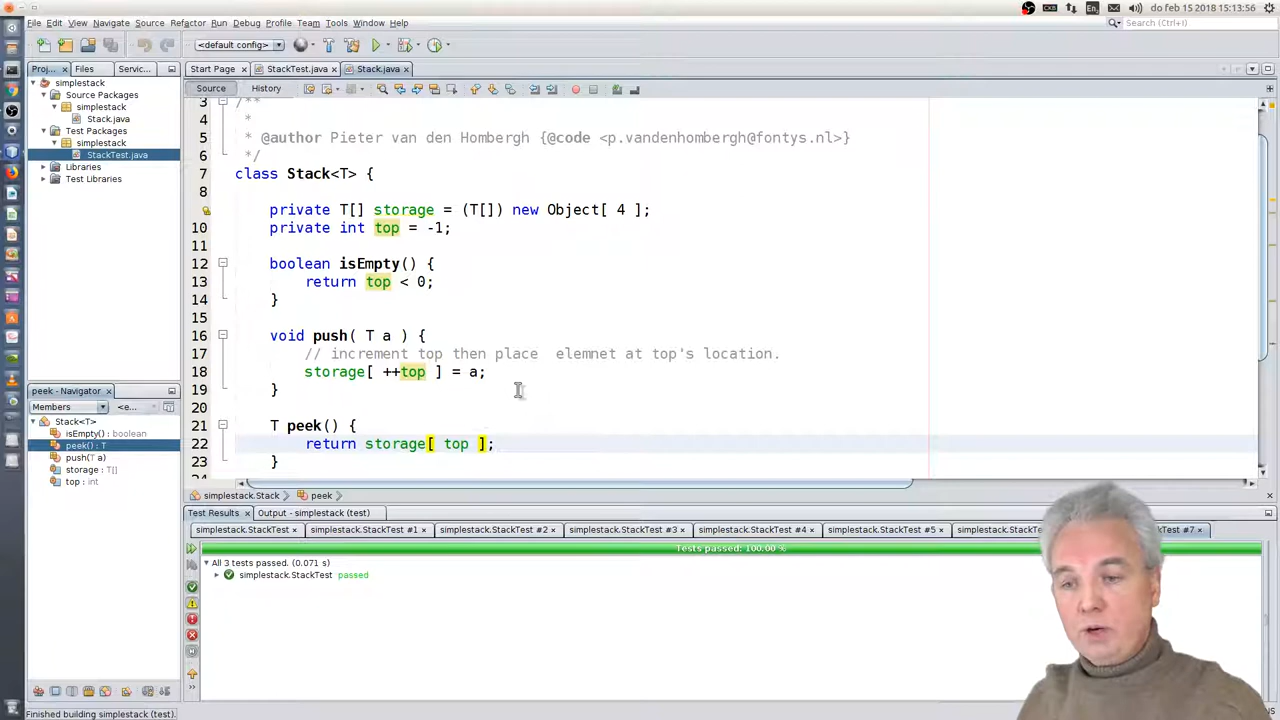 do feb 15 2018 15:13:56
File Edit View Navigate Source Refactor Run Debug Profile Team Tools Window Help
Search (Ctrl+I)
<default config>
Proj... Files Servic...
Start Page StackTest.java Stack.java
simplestack
Source Packages
simplestack
Stack.java
Test Packages
simplestack
StackTest.java
Libraries
Test Libraries
Source History
3 /**
4 *
5 * @author Pieter van den Hombergh {@code <p.vandenhombergh@fontys.nl>}
6 */
7 class Stack<T> {
8
private T[] storage = (T[]) new Object[ 4 ];
10 private int top = -1;
11
12 boolean isEmpty() {
13 return top < 0;
14 }
15
16 void push( T a ) {
17 // increment top then place  elemnet at top's location.
18 storage[ ++top ] = a;
19 }
20
21 T peek() {
22 return storage[ top ];
23 }
24
peek - Navigator
Members <e...
Stack<T>
isEmpty() : boolean
peek() : T
push(T a)
storage : T[]
top : int
simplestack.Stack peek
Test Results Output - simplestack (test)
simplestack.StackTest simplestack.StackTest #1 simplestack.StackTest #2 simplestack.StackTest #3 simplestack.StackTest #4 simplestack.StackTest #5 simplestack.StackTe #7
Tests passed: 100.00 %
All 3 tests passed. (0.071 s)
simplestack.StackTest passed
Finished building simplestack (test).